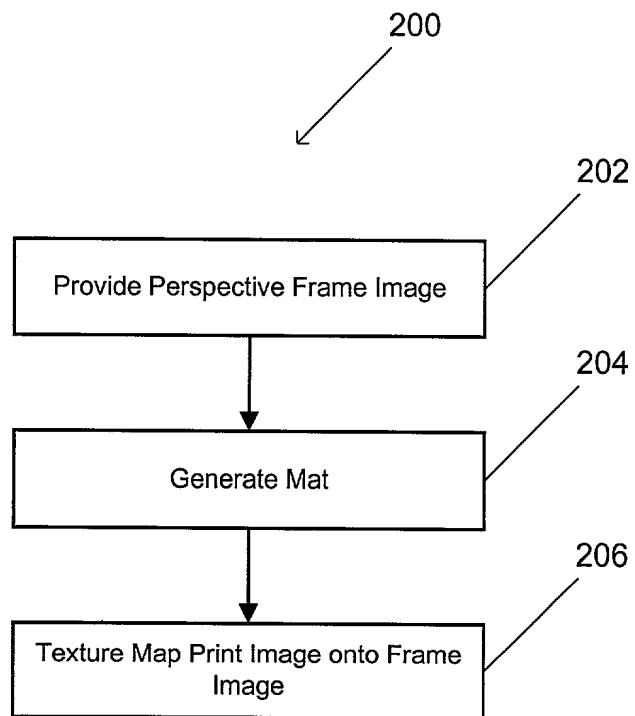 200
202
Provide Perspective Frame Image
204
Generate Mat
206
Texture Map Print Image onto Frame
Image